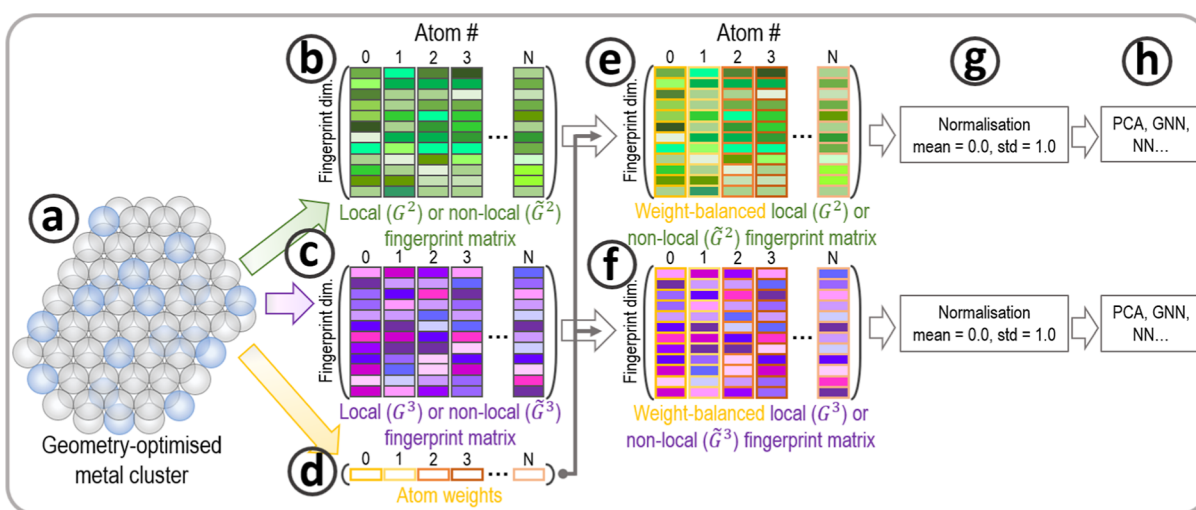 a
Geometry-optimised
metal cluster
b
Atom #
0 1 2 3 N
Fingerprint dim.
...
Local (G²) or non-local (G̃²)
fingerprint matrix
c
0 1 2 3 N
Fingerprint dim.
...
Local (G³) or non-local (G̃³)
fingerprint matrix
d
0 1 2 3 ... N
Atom weights
e
Atom #
0 1 2 3 N
Fingerprint dim.
...
Weight-balanced local (G²) or
non-local (G̃²) fingerprint matrix
f
0 1 2 3 N
Fingerprint dim.
...
Weight-balanced local (G³) or
non-local (G̃³) fingerprint matrix
g
Normalisation
mean = 0.0, std = 1.0
Normalisation
mean = 0.0, std = 1.0
h
PCA, GNN,
NN...
PCA, GNN,
NN...